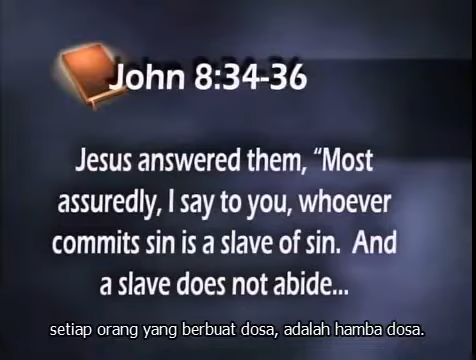 John 8:34-36
Jesus answered them, “Most
assuredly, I say to you, whoever
commits sin is a slave of sin.  And
a slave does not abide...
setiap orang yang berbuat dosa, adalah hamba dosa.